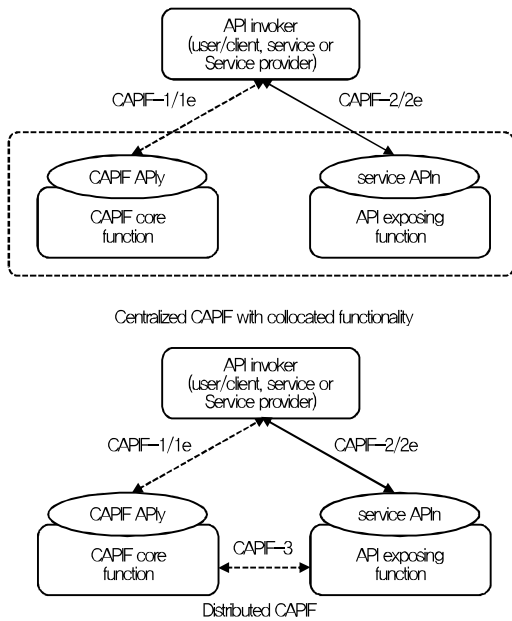 API invoker
(user/client, service or
Service provider)
CAPIF-1/1e
CAPIF-2/2e
CAPIF APIy
service APIn
CAPIF core
function
API exposing
function
Centralized CAPIF with collocated functionality
API invoker
(user/client, service or
Service provider)
CAPIF-1/1e
CAPIF-2/2e
CAPIF APIy
service APIn
CAPIF core
function
CAPIF-3
API exposing
function
Distributed CAPIF